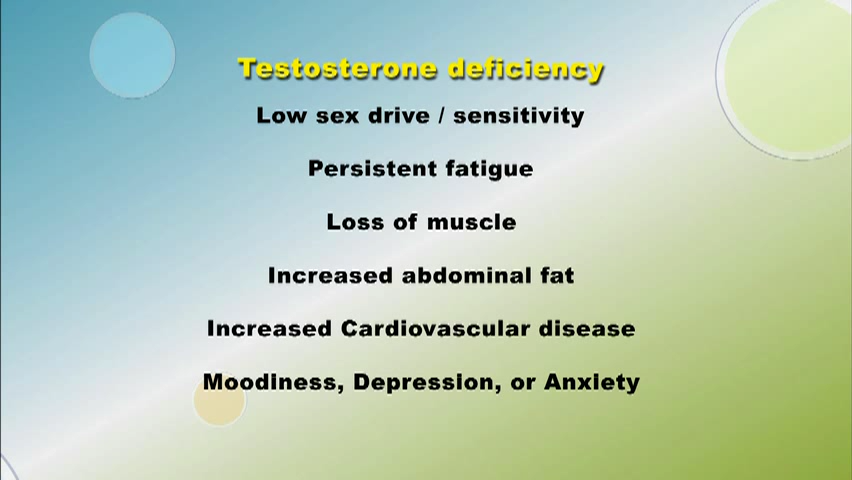 Testosterone deficiency
Low sex drive / sensitivity
Persistent fatigue
Loss of muscle
Increased abdominal fat
Increased Cardiovascular disease
Moodiness, Depression, or Anxiety